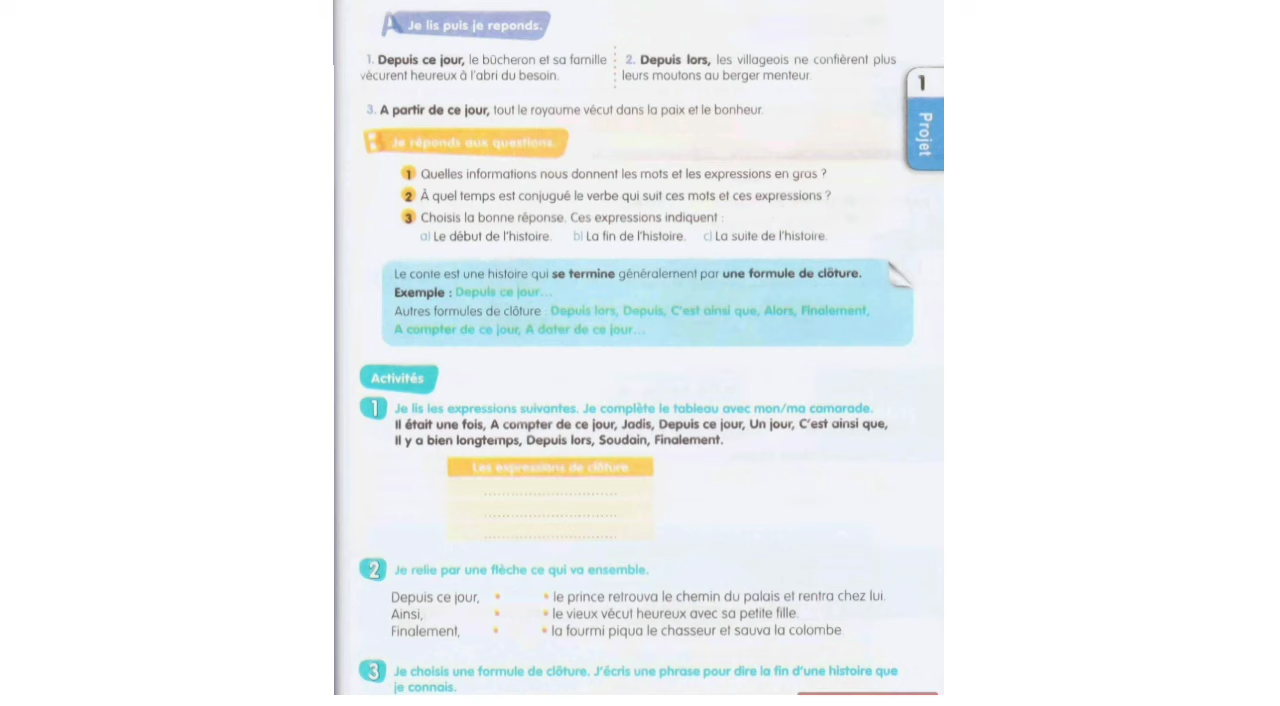 A Je lis puis je reponds.
1. Depuis ce jour, le bûcheron et sa famille
vècurent heureux à l'abri du besoin.
2. Depuis lors, les villageois ne confièrent plus
leurs moutons au berger menteur.
3. A partir de ce jour, tout le royaume vécut dans la paix et le bonheur.
1
Projet
B Je réponds aux questions.
1 Quelles informations nous donnent les mots et les expressions en gras ?
2 À quel temps est conjugué le verbe qui suit ces mots et ces expressions ?
3 Choisis la bonne réponse. Ces expressions indiquent :
a) Le début de l'histoire. b) La fin de l'histoire. c) La suite de l'histoire.
Le conte est une histoire qui se termine généralement par une formule de clôture.
Exemple : Depuis ce jour...
Autres formules de clôture : Depuis lors, Depuis, C'est ainsi que, Alors, Finalement,
A compter de ce jour, A dater de ce jour...
Activités
1 Je lis les expressions suivantes. Je complète le tableau avec mon/ma camarade.
Il était une fois, A compter de ce jour, Jadis, Depuis ce jour, Un jour, C'est ainsi que,
Il y a bien longtemps, Depuis lors, Soudain, Finalement.
Les expressions de clôture
..............................
..............................
..............................
2 Je relie par une flèche ce qui va ensemble.
Depuis ce jour, • • le prince retrouva le chemin du palais et rentra chez lui.
Ainsi, • • le vieux vécut heureux avec sa petite fille.
Finalement, • • la fourmi piqua le chasseur et sauva la colombe.
3 Je choisis une formule de clôture. J'écris une phrase pour dire la fin d'une histoire que
je connais.